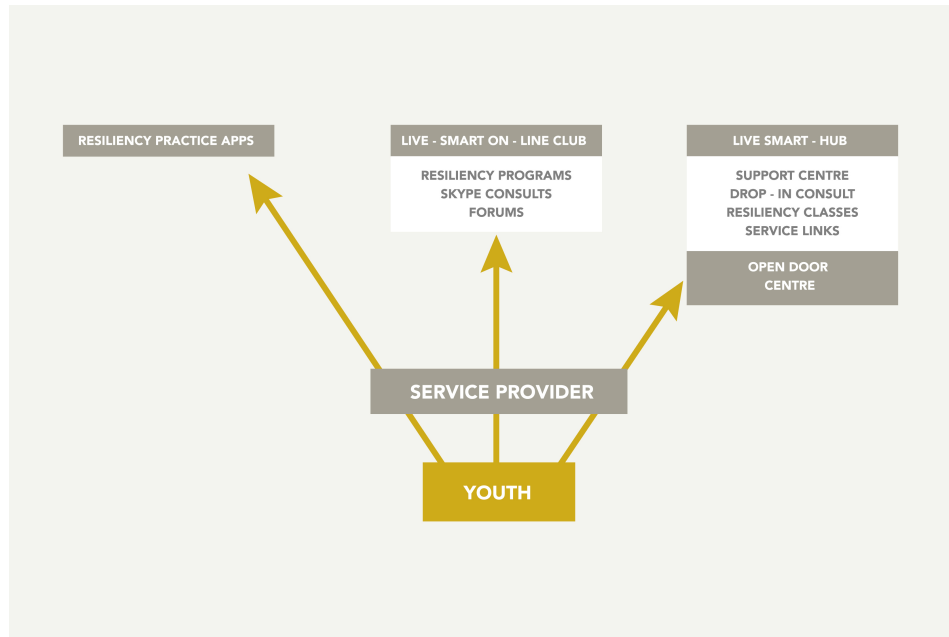 RESILIENCY PRACTICE APPS
LIVE - SMART ON - LINE CLUB
RESILIENCY PROGRAMS
SKYPE CONSULTS
FORUMS
LIVE SMART - HUB
SUPPORT CENTRE
DROP - IN CONSULT
RESILIENCY CLASSES
SERVICE LINKS
OPEN DOOR
CENTRE
SERVICE PROVIDER
YOUTH